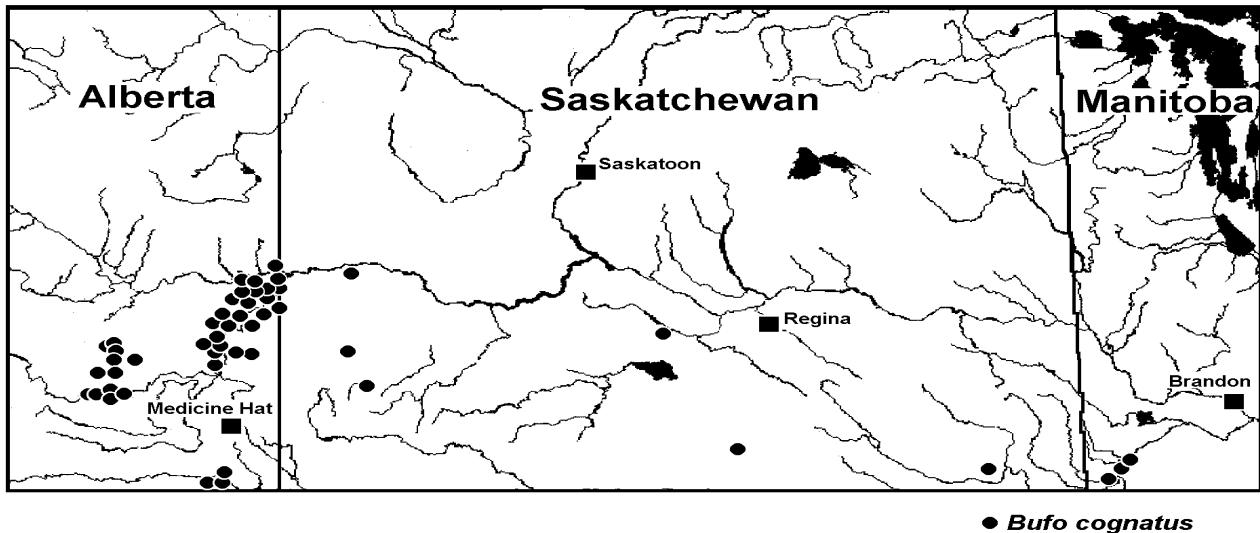 Alberta
Saskatchewan
Manitoba
Saskatoon
Regina
Brandon
Medicine Hat
Bufo cognatus